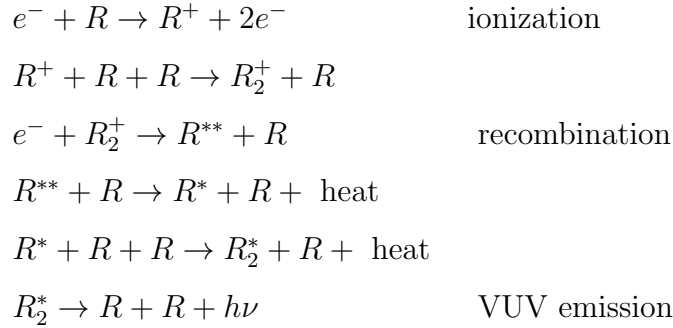 e⁻ + R → R⁺ + 2e⁻ ionization
R⁺ + R + R → R₂⁺ + R
e⁻ + R₂⁺ → R** + R recombination
R** + R → R* + R + heat
R* + R + R → R₂* + R + heat
R₂* → R + R + hν VUV emission